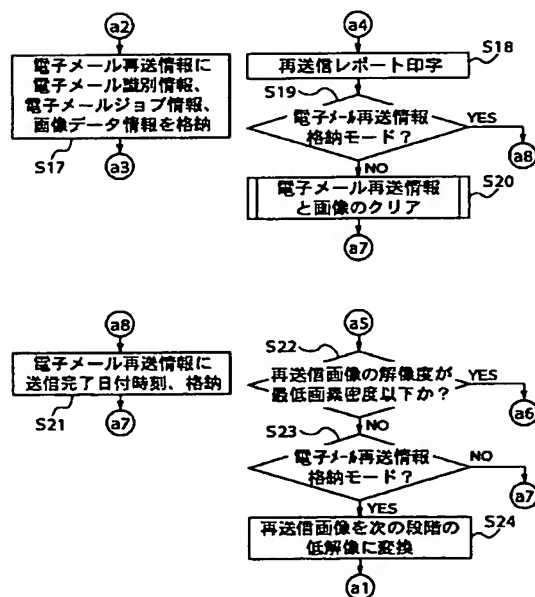 a2
電子メール再送情報に
電子メール識別情報、
電子メールジョブ情報、
画像データ情報を格納
S17
a3
a4
S18
再送信レポート印字
S19
電子メール再送情報
格納モード？
YES
a8
NO
S20
電子メール再送情報
と画像のクリア
a7
a8
電子メール再送情報に
送信完了日付時刻、格納
S21
a7
a5
S22
再送信画像の解像度が
最低画素密度以下か？
YES
a6
NO
S23
電子メール再送情報
格納モード？
NO
a7
YES
S24
再送信画像を次の段階の
低解像に変換
a1